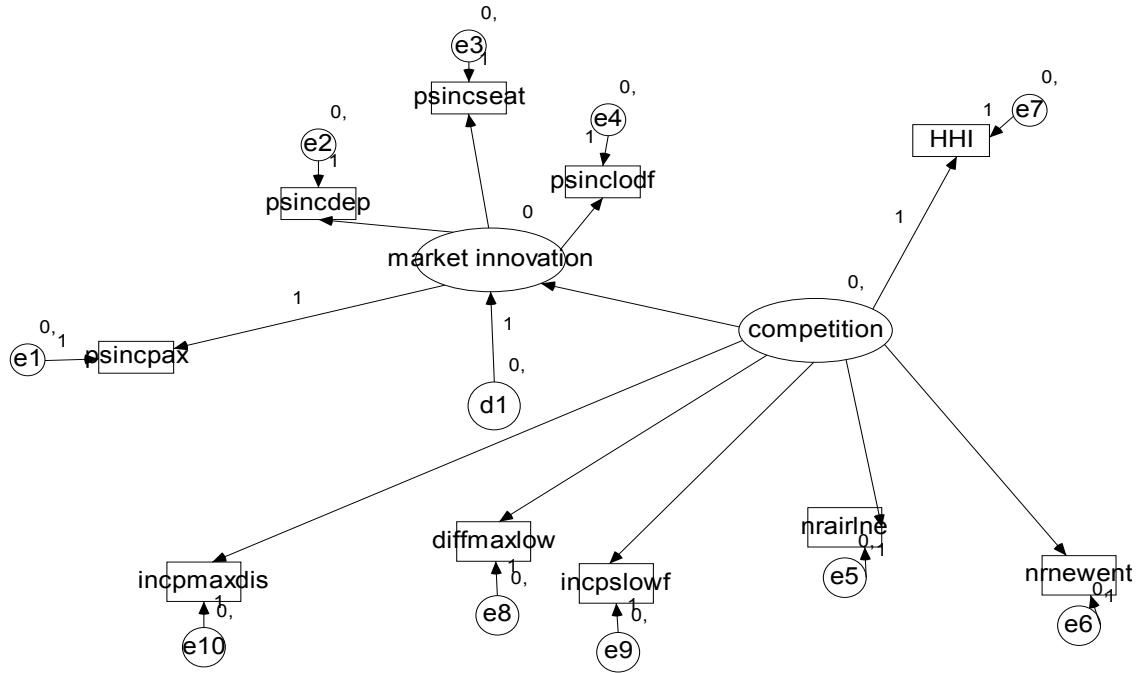 0,
e3
1
psincseat
0,
e4
1
psinclodf
0,
e2
1
psincdep
0,
e7
1
HHI
1
0
market innovation
1
0,
1
e1
psincpax
1
0,
d1
0,
competition
nrairlne
0,
1
e5
diffmaxlow
1
0,
e8
incpmaxdis
1
0,
e10
incpslowf
1
0,
e9
nrnewent
0,
1
e6